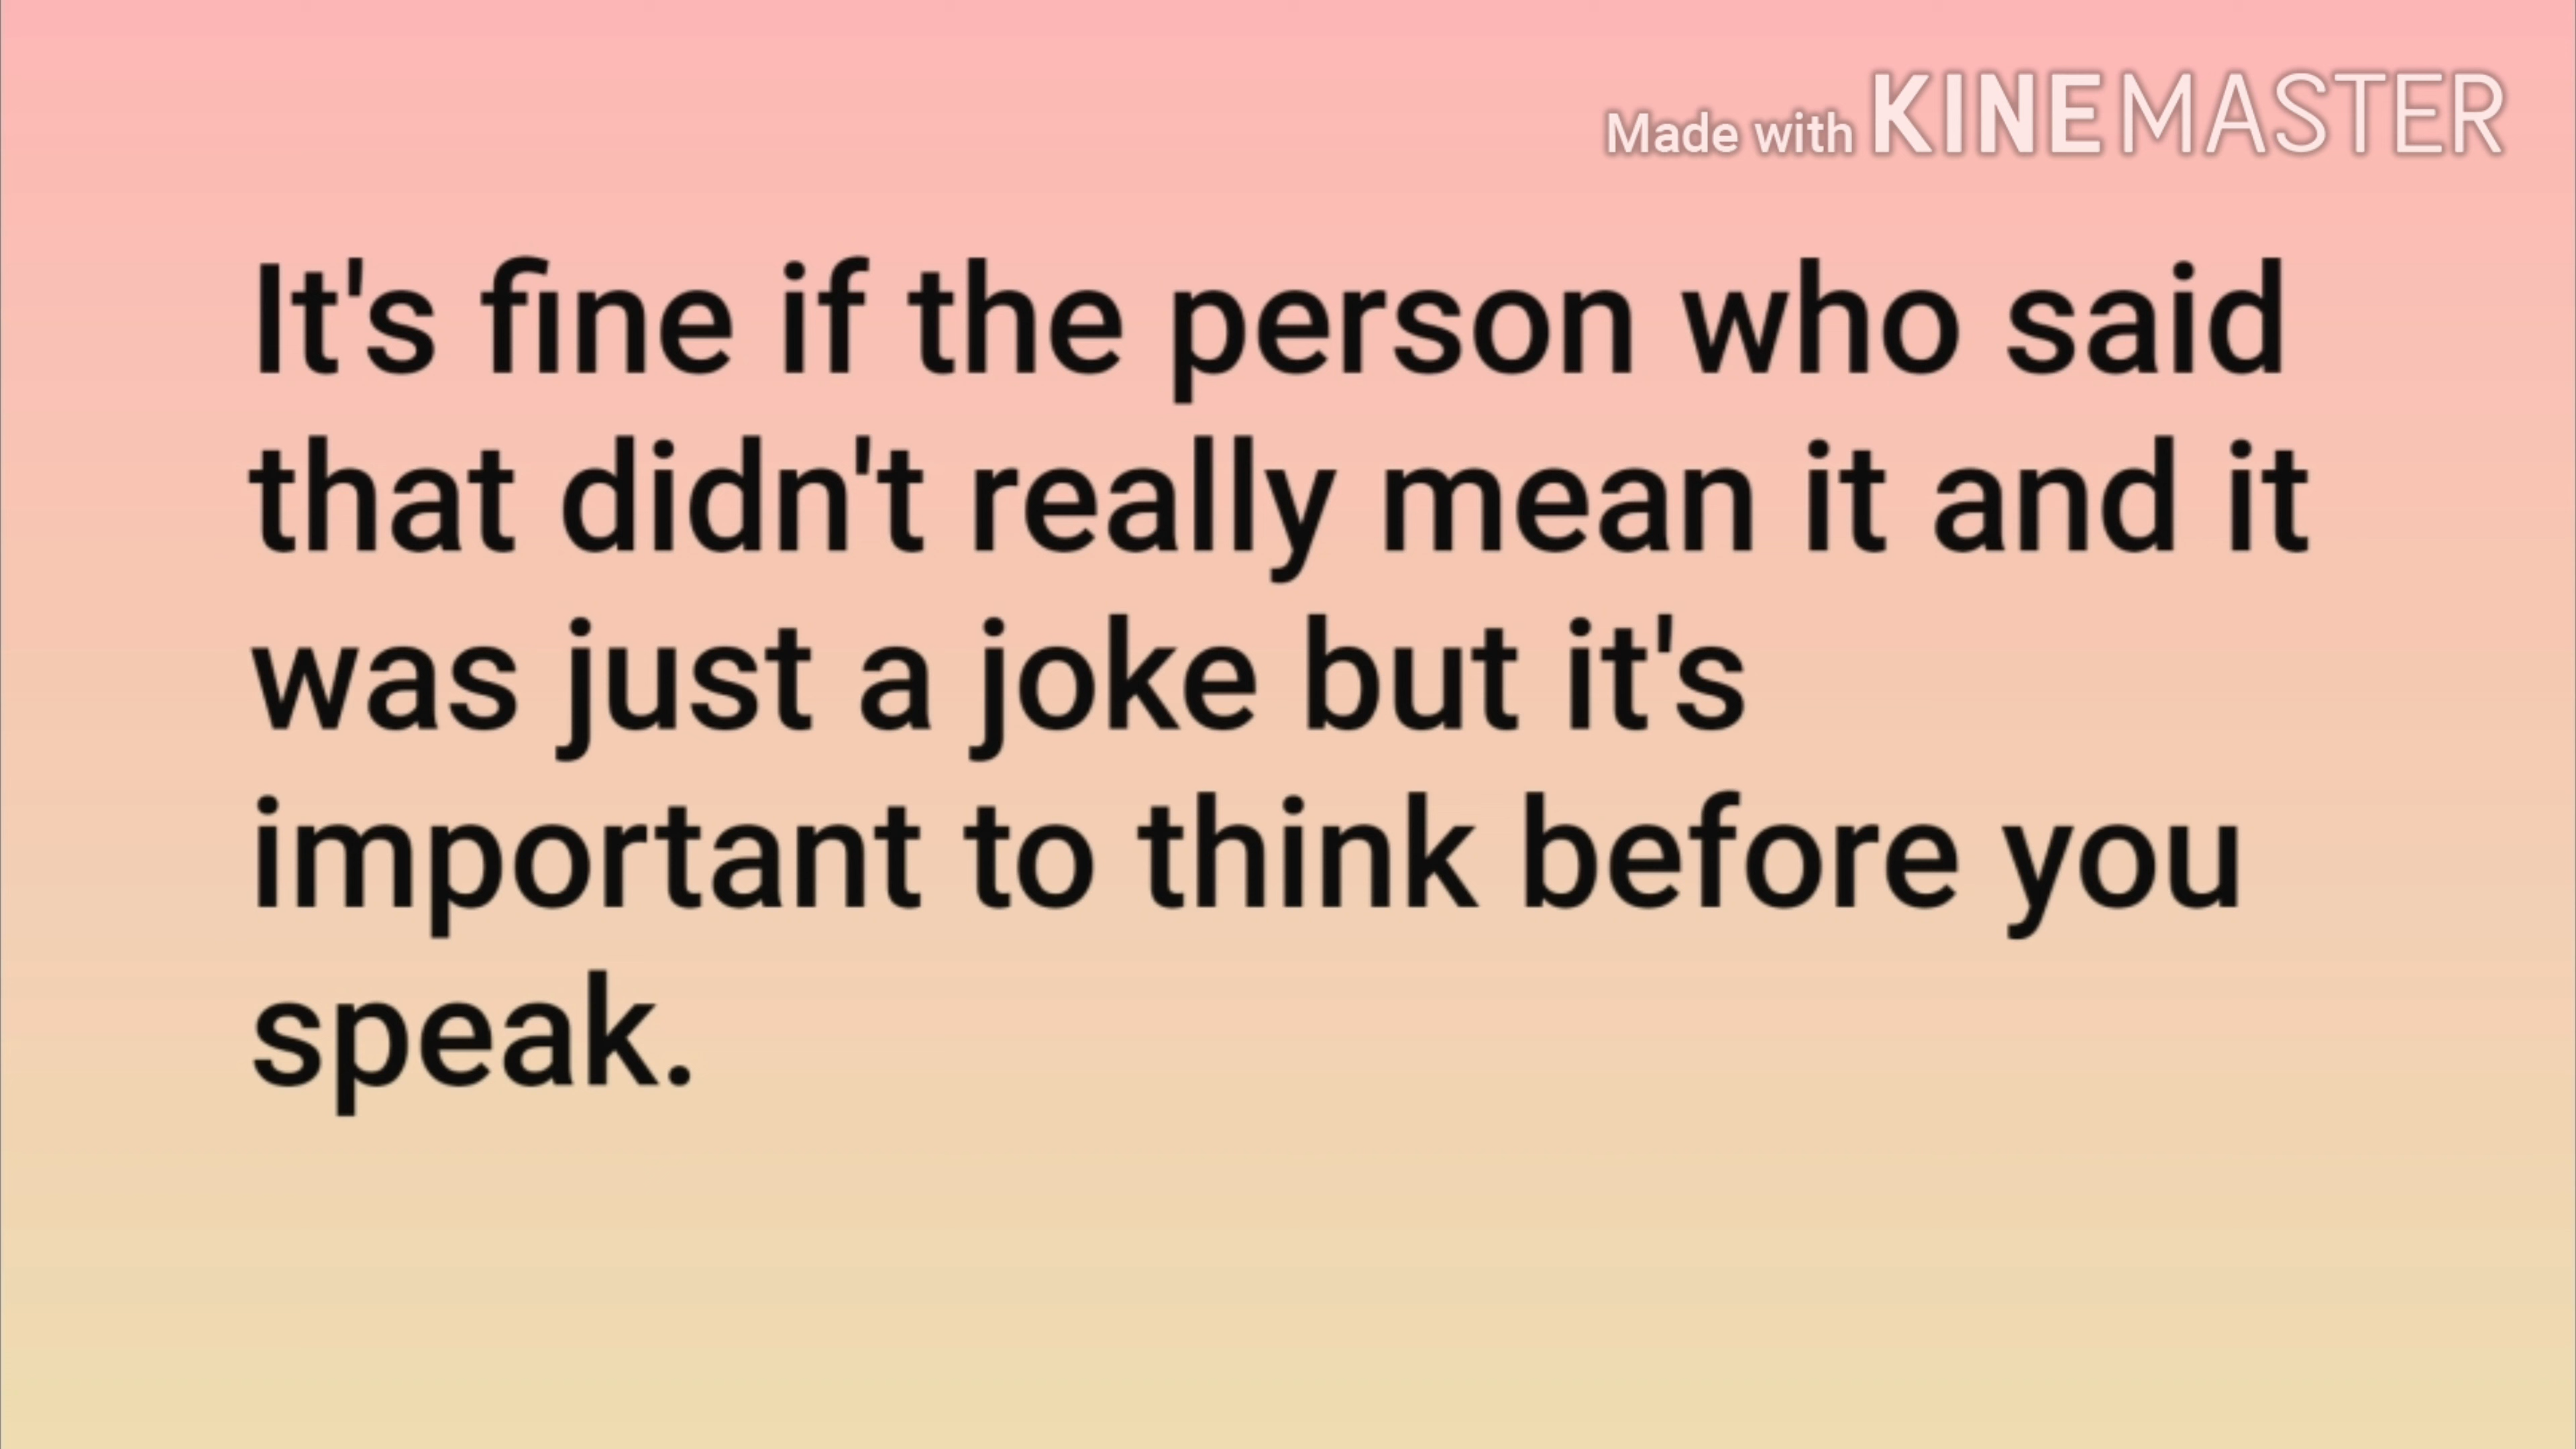 Made with KINEMASTER
It's fine if the person who said
that didn't really mean it and it
was just a joke but it's
important to think before you
speak.